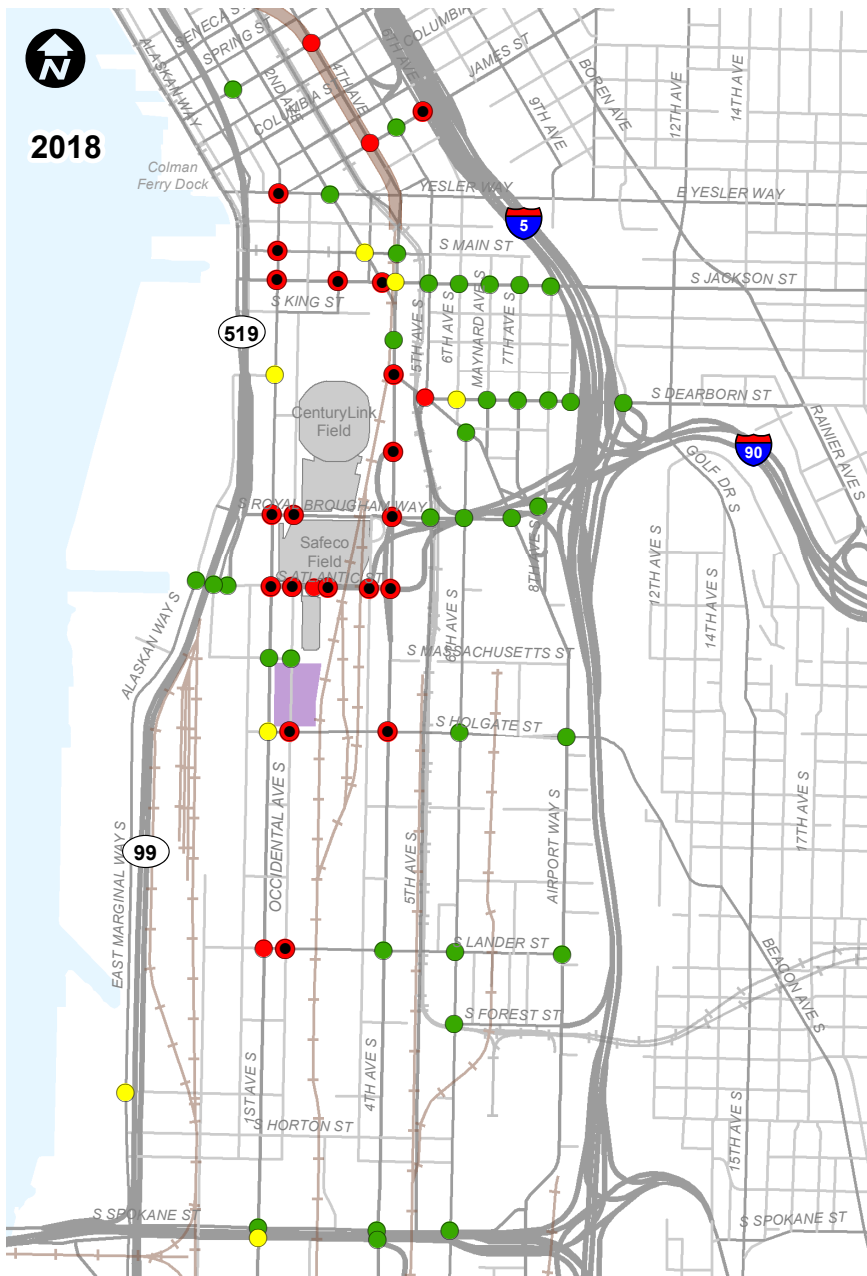 SENECA ST
COLUMBIA
6TH AVE
ALASKAN WAY
SPRING ST
4TH AVE
JAMES ST
2ND AVE
COLUMBIA ST
BOREN AVE
12TH AVE
14TH AVE
9TH AVE
N
2018
Colman
Ferry Dock
YESLER WAY
E YESLER WAY
5
S MAIN ST
S JACKSON ST
S KING ST
5TH AVE S
6TH AVE S
MAYNARD AVE S
7TH AVE S
519
S DEARBORN ST
CenturyLink
Field
RAINIER AVE S
90
GOLF DR S
S ROYAL BROUGHAM WAY
Safeco
Field
8TH AVE S
12TH AVE S
S ATLANTIC ST
14TH AVE S
6TH AVE S
ALASKAN WAY S
S MASSACHUSETTS ST
S HOLGATE ST
OCCIDENTAL AVE S
17TH AVE S
99
EAST MARGINAL WAY S
5TH AVE S
AIRPORT WAY S
S LANDER ST
BEACON AVE S
S FOREST ST
1ST AVE S
4TH AVE S
S HORTON ST
15TH AVE S
S SPOKANE ST
S SPOKANE ST